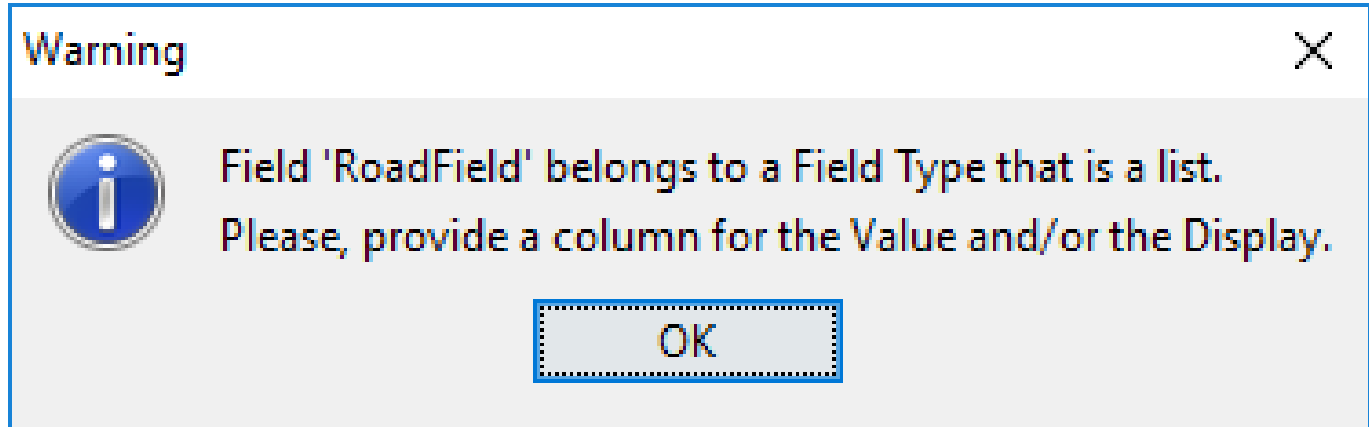 Warning
Field 'RoadField' belongs to a Field Type that is a list.
Please, provide a column for the Value and/or the Display.
OK